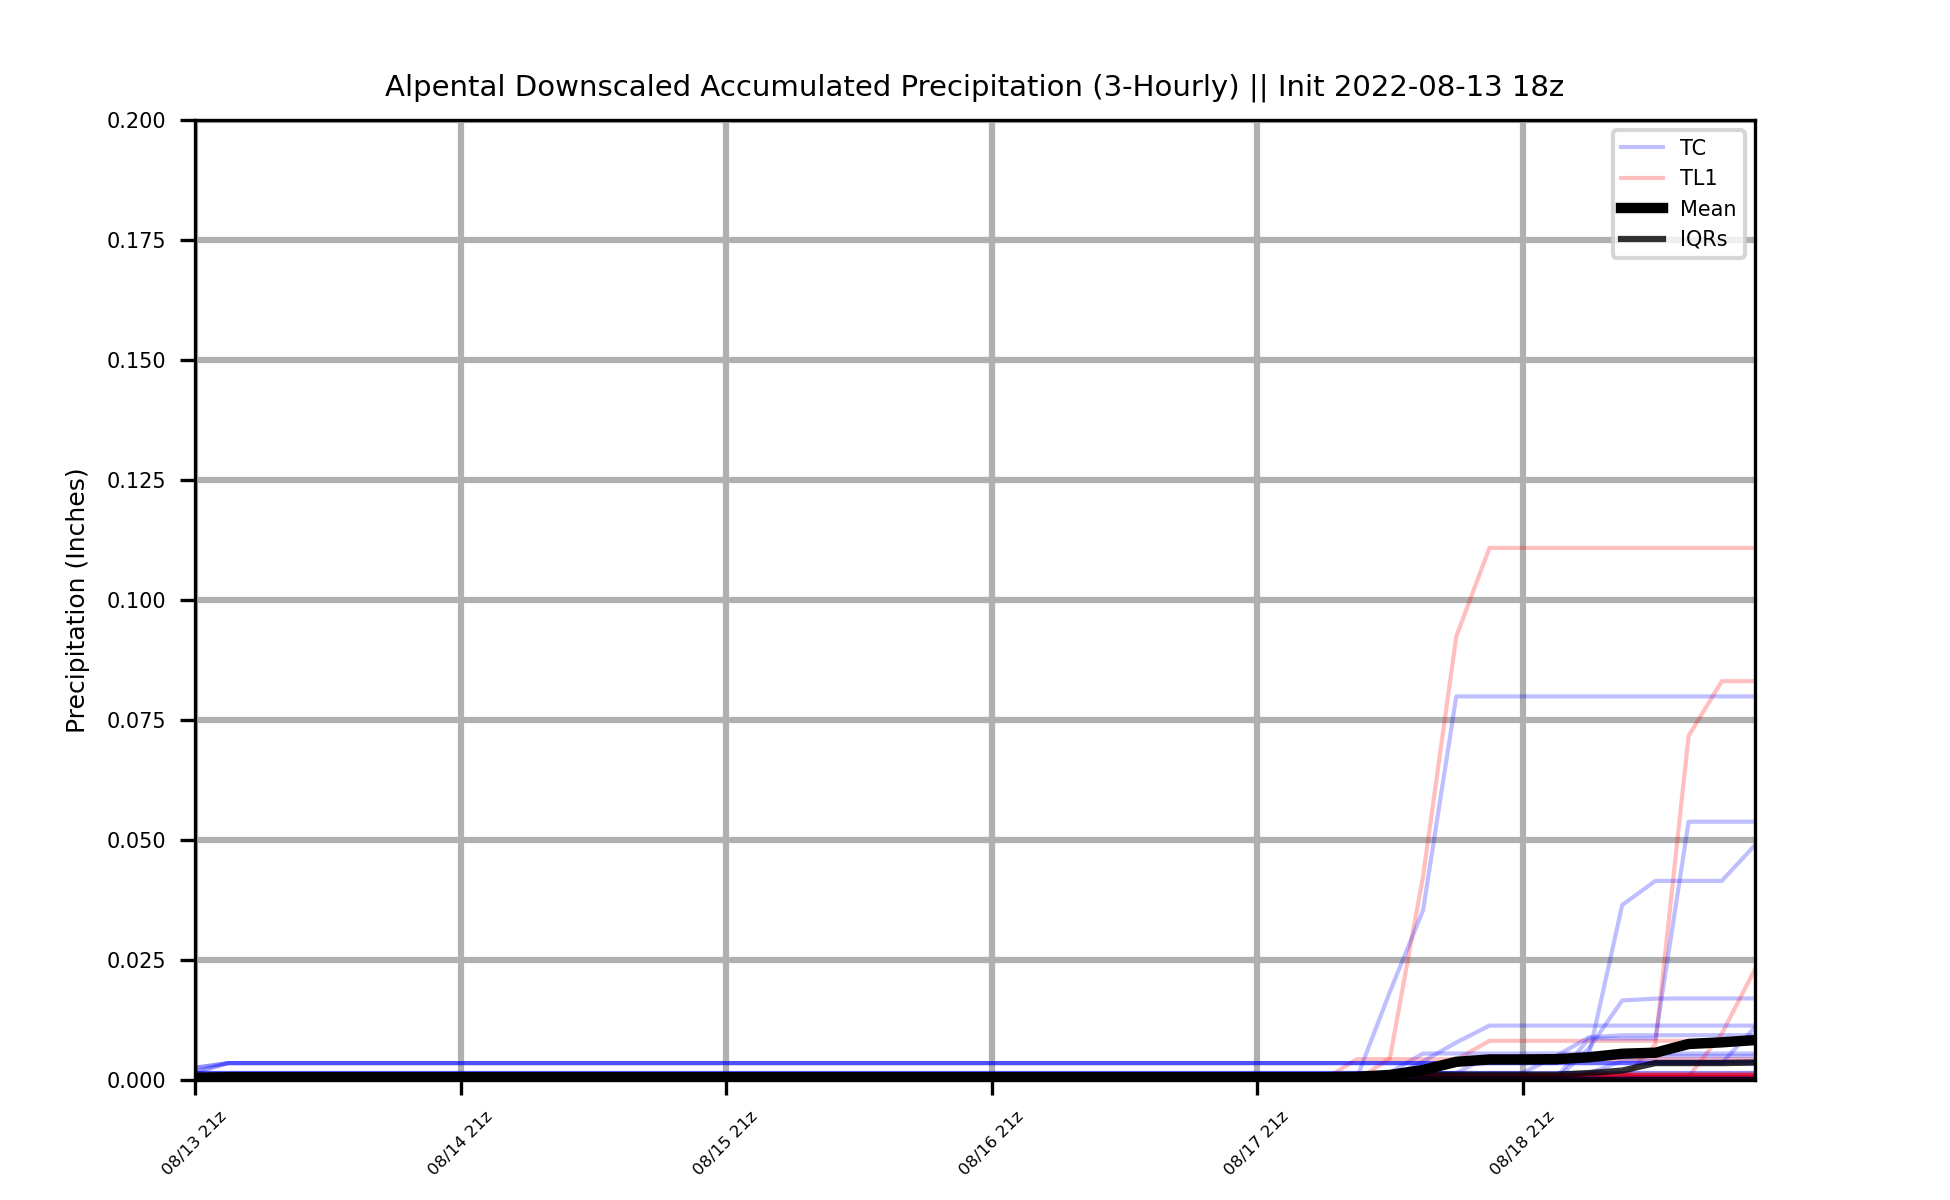 Alpental Downscaled Accumulated Precipitation (3-Hourly) || Init 2022-08-13 18z
Precipitation (Inches)
0.200
0.175
0.150
0.125
0.100
0.075
0.050
0.025
0.000
TC
TL1
Mean
IQRs
08/13 21z
08/14 21z
08/15 21z
08/16 21z
08/17 21z
08/18 21z